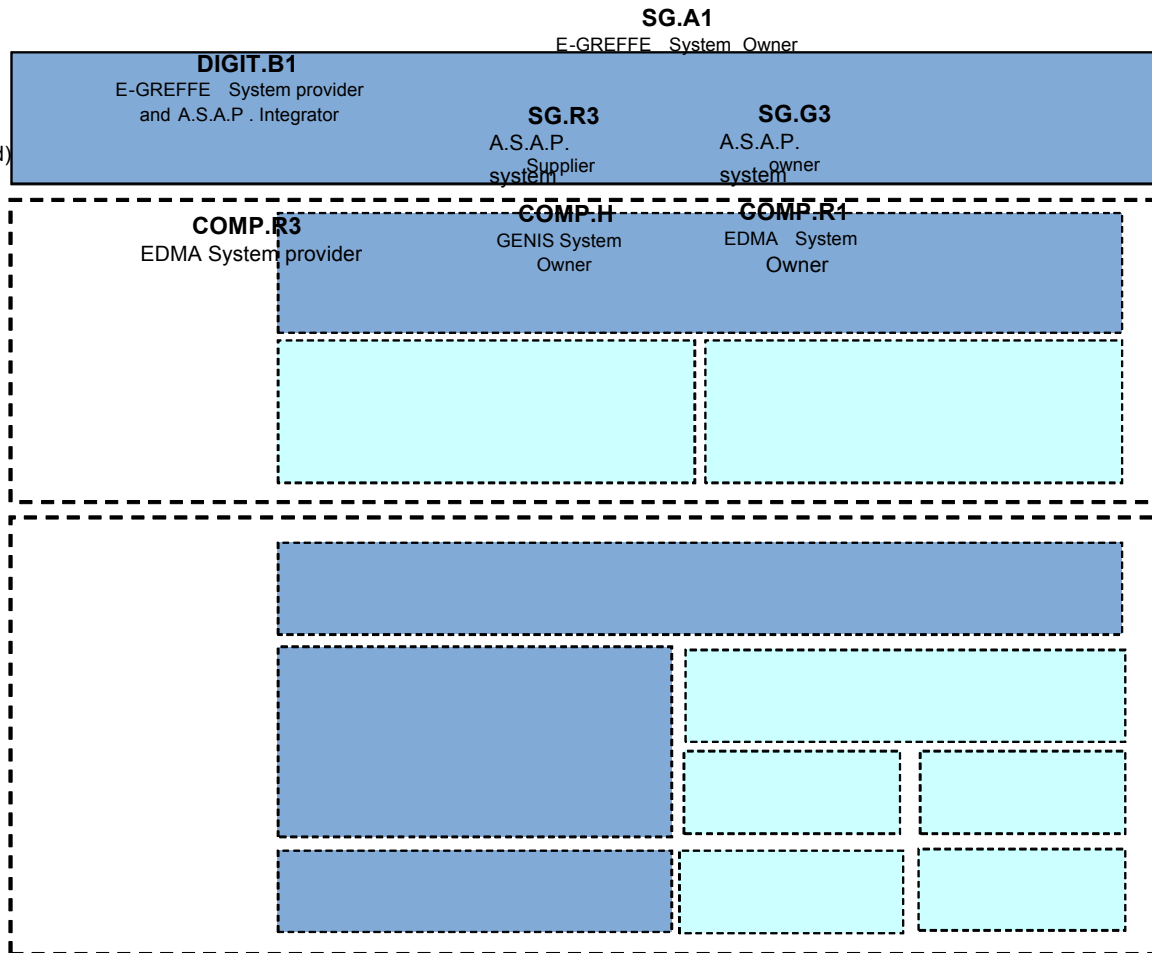 SG.A1
E-GREFFE System Owner
DIGIT.B1
E-GREFFE System provider
and A.S.A.P . Integrator
SG.R3
A.S.A.P.
Supplier
system
SG.G3
A.S.A.P.
owner
system
d)
COMP.R3
EDMA System provider
COMP.H
GENIS System
Owner
COMP.R1
EDMA System
Owner